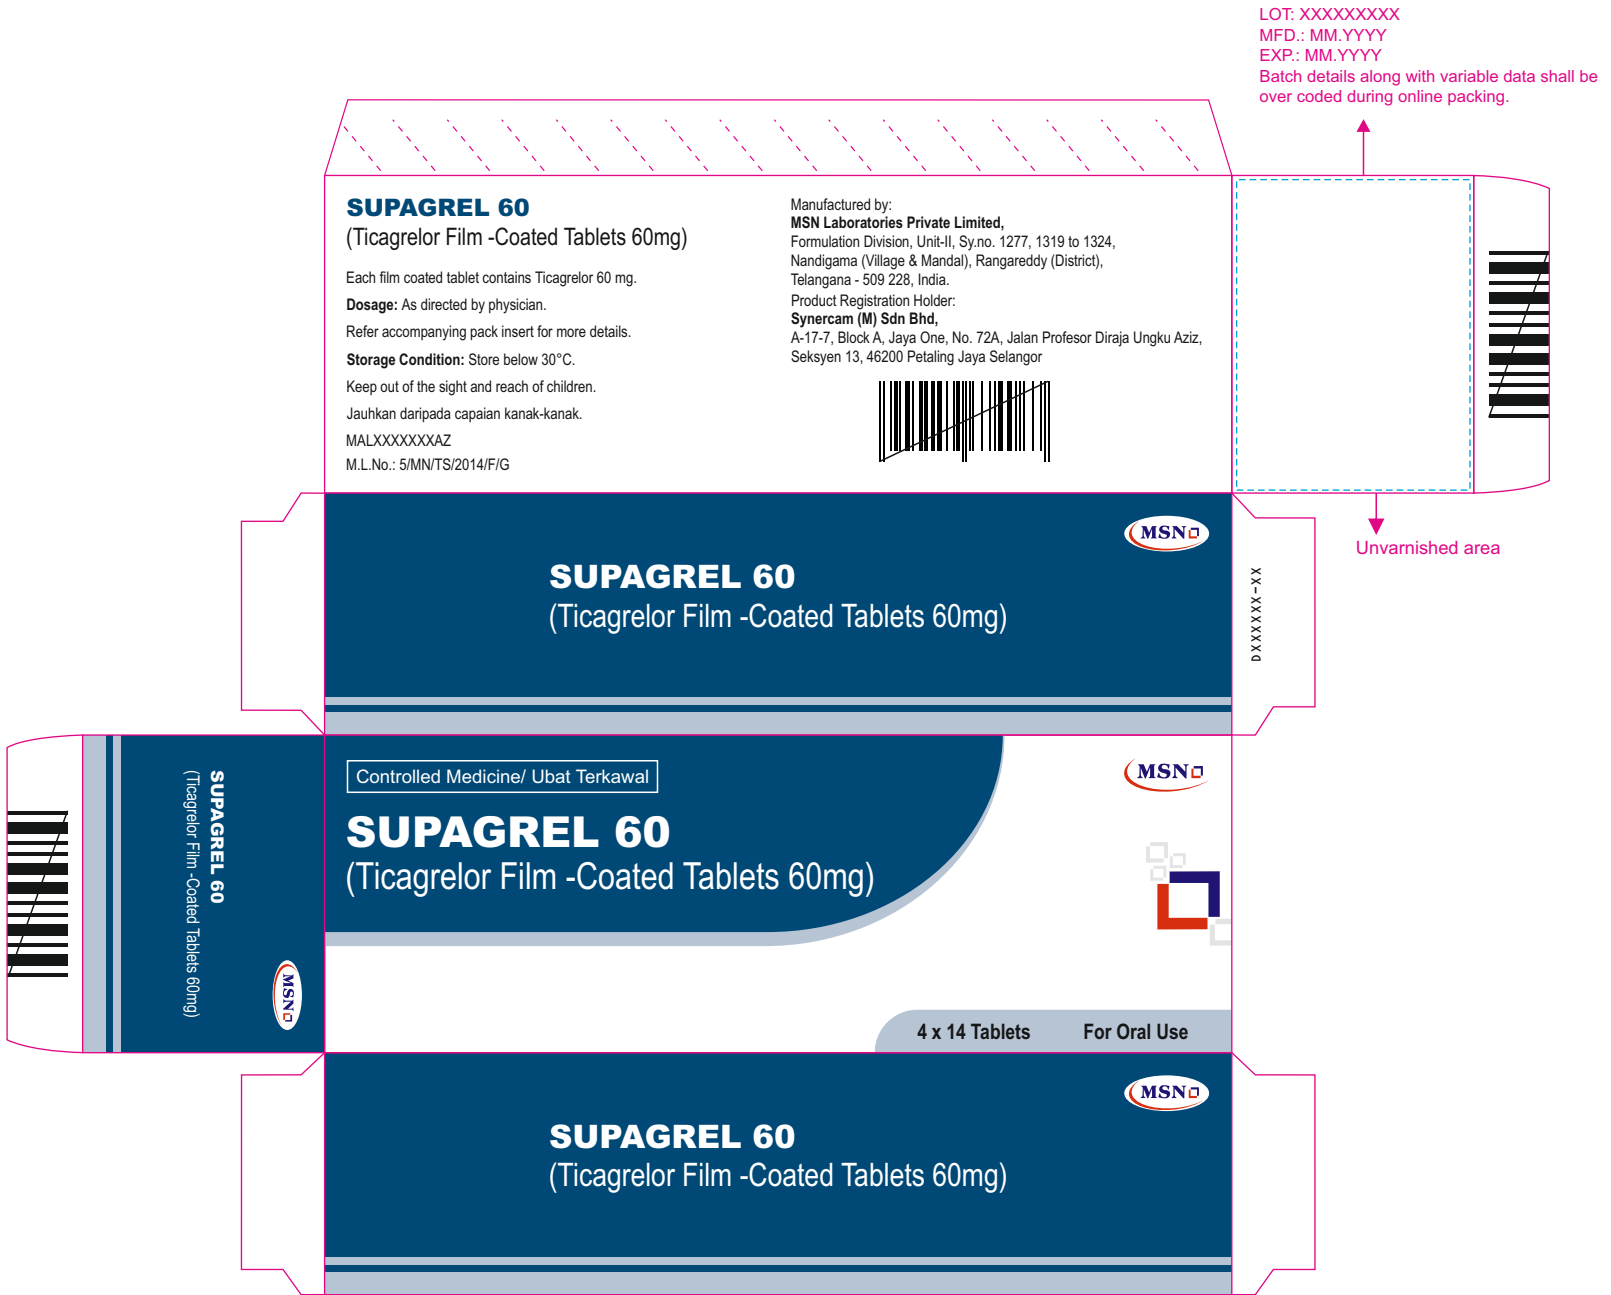 LOT: XXXXXXXXX
MFD.: MM.YYYY
EXP.: MM.YYYY
Batch details along with variable data shall be
over coded during online packing.
SUPAGREL 60
(Ticagrelor Film -Coated Tablets 60mg)
Each film coated tablet contains Ticagrelor 60 mg.
Dosage: As directed by physician.
Refer accompanying pack insert for more details.
Storage Condition: Store below 30°C.
Keep out of the sight and reach of children.
Jauhkan daripada capaian kanak-kanak.
MALXXXXXXXAZ
M.L.No.: 5/MN/TS/2014/F/G
Manufactured by:
MSN Laboratories Private Limited,
Formulation Division, Unit-II, Sy.no. 1277, 1319 to 1324,
Nandigama (Village & Mandal), Rangareddy (District),
Telangana - 509 228, India.
Product Registration Holder:
Synercam (M) Sdn Bhd,
A-17-7, Block A, Jaya One, No. 72A, Jalan Profesor Diraja Ungku Aziz,
Seksyen 13, 46200 Petaling Jaya Selangor
Unvarnished area
MSN
SUPAGREL 60
(Ticagrelor Film -Coated Tablets 60mg)
DXXXXXX-XX
SUPAGREL 60
(Ticagrelor Film -Coated Tablets 60mg)
MSN
Controlled Medicine/ Ubat Terkawal
SUPAGREL 60
(Ticagrelor Film -Coated Tablets 60mg)
MSN
4 x 14 Tablets For Oral Use
MSN
SUPAGREL 60
(Ticagrelor Film -Coated Tablets 60mg)